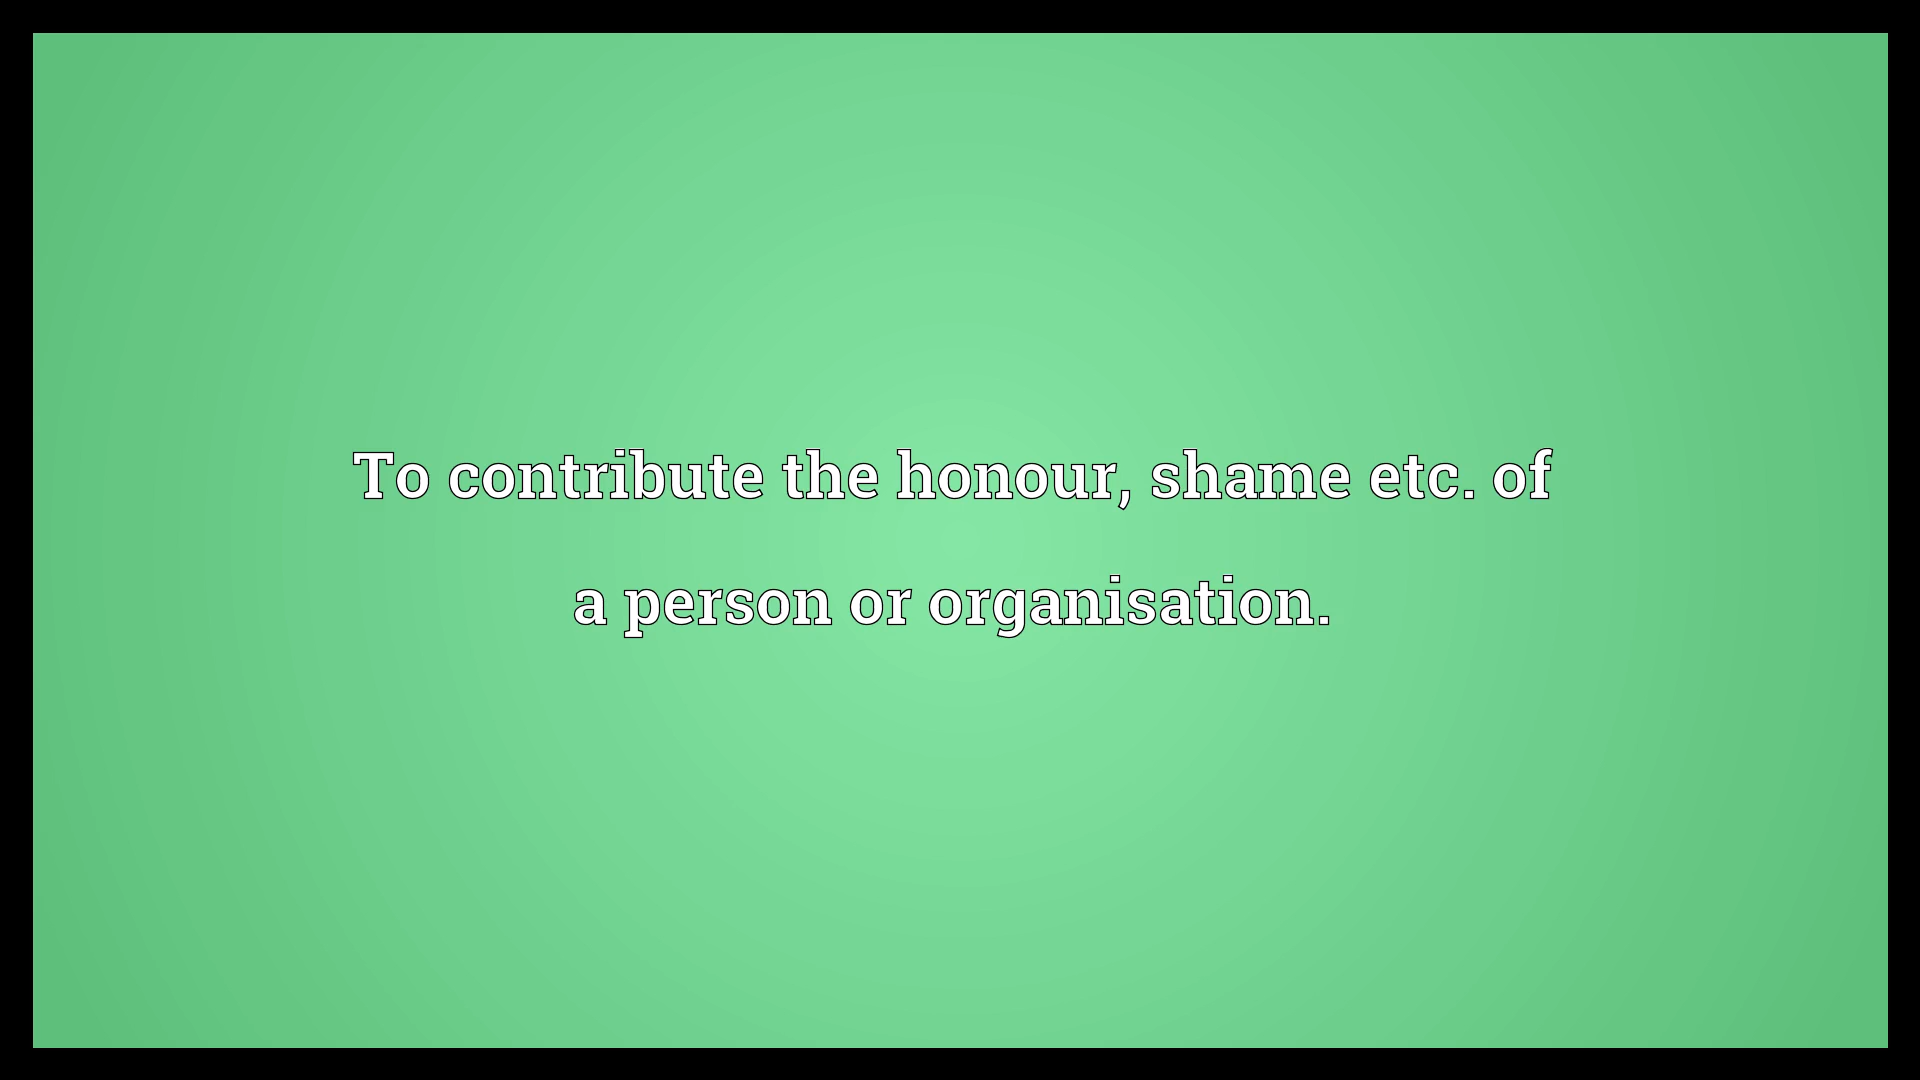 To contribute the honour, shame etc. of
a person or organisation.